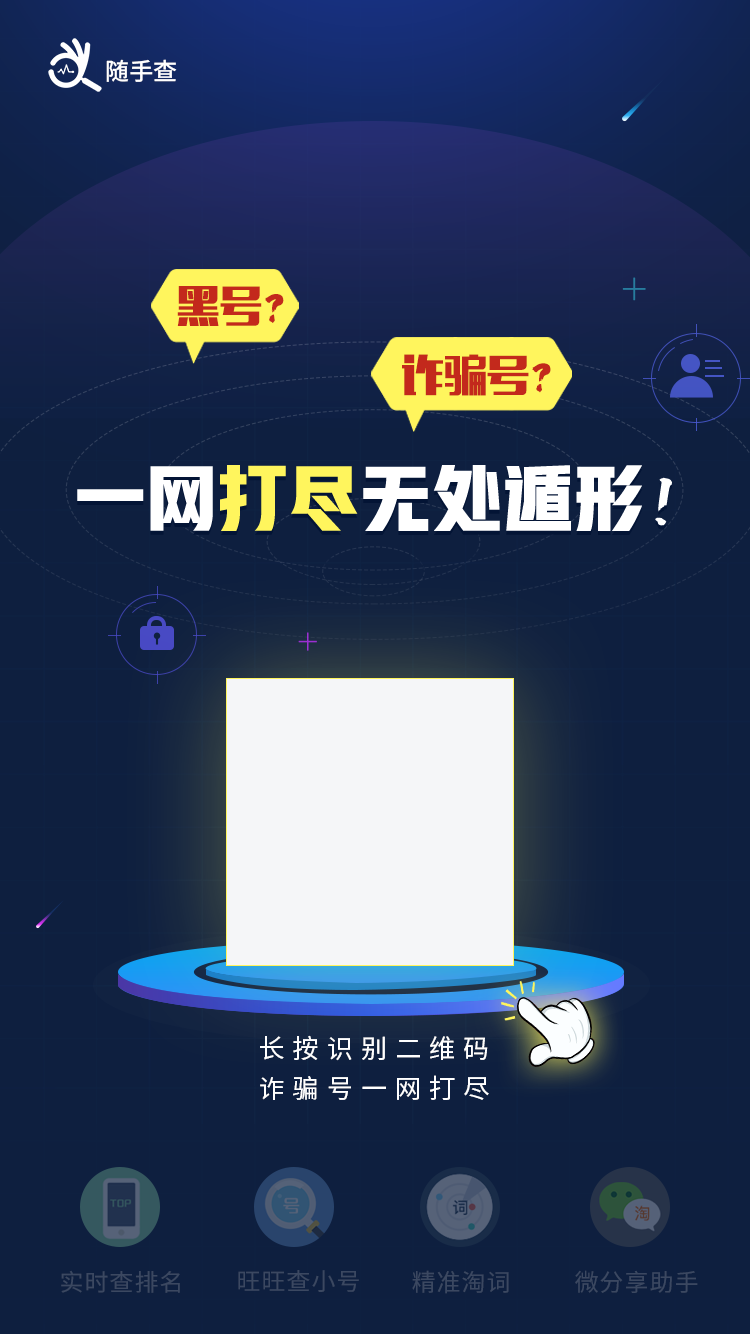 随手查
黑号?
诈骗号?
一网打尽无处遁形!
长按识别二维码
诈骗号一网打尽
TOP
号
词
淘
实时查排名
旺旺查小号
精准淘词
微分享助手